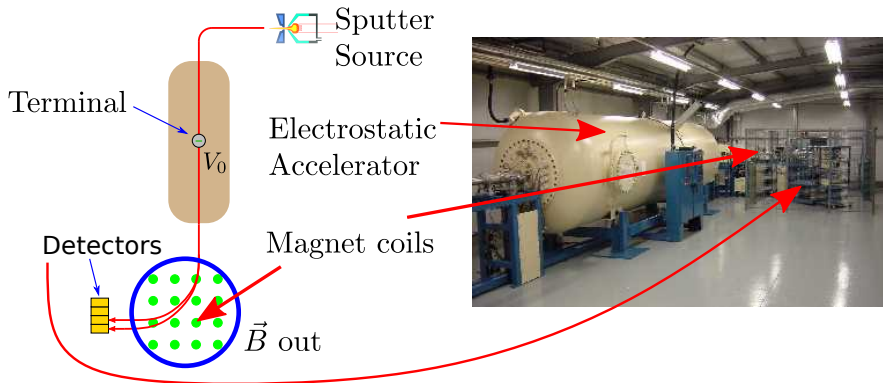 Sputter
Source
Terminal
V₀
Electrostatic
Accelerator
Detectors
Magnet coils
B⃗ out